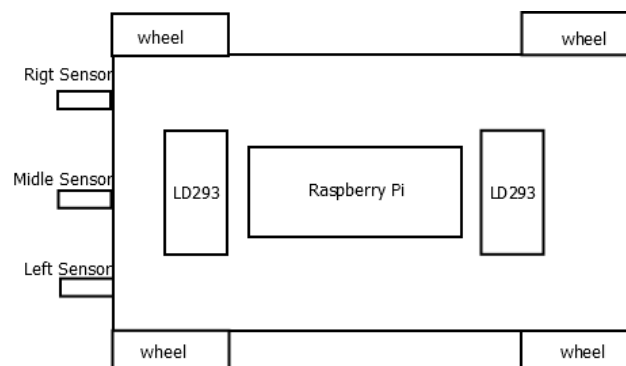 wheel
wheel
Rigt Sensor
Midle Sensor
LD293
Raspberry Pi
LD293
Left Sensor
wheel
wheel